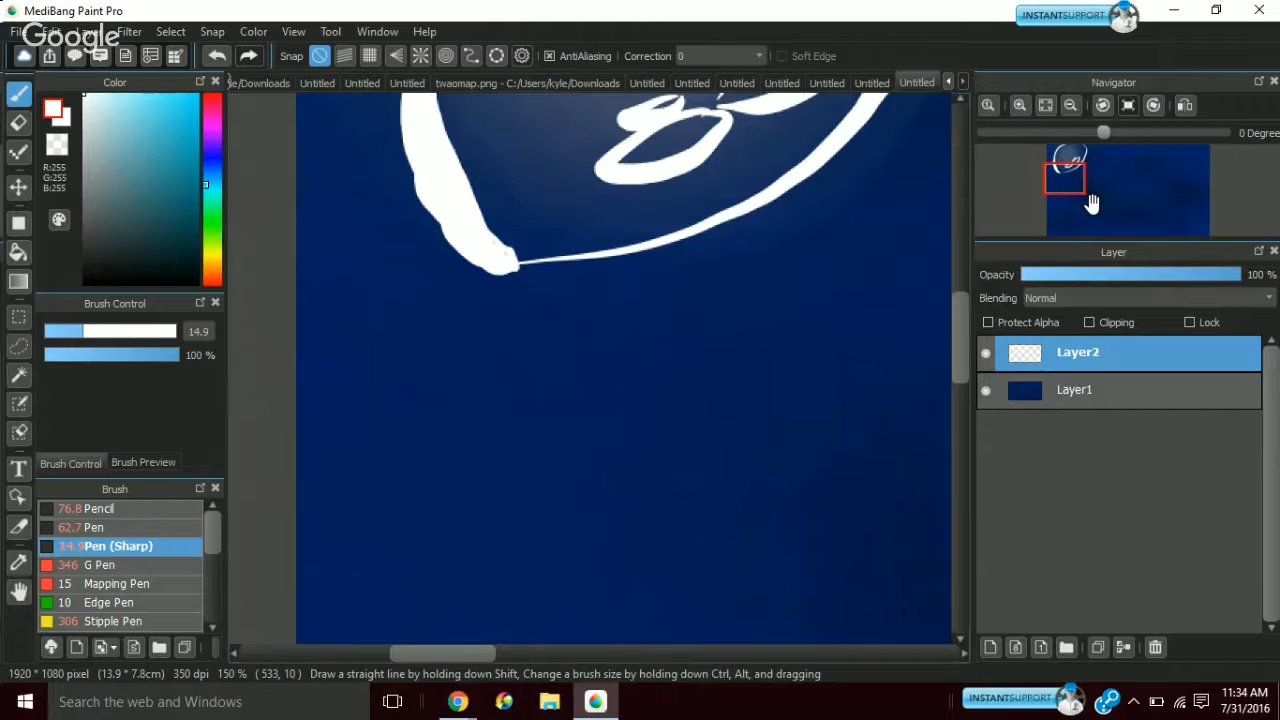 MediBang Paint Pro
INSTANTSUPPORT
File Layer Filter Select Snap Color View Tool Window Help
Google
Snap AntiAliasing Correction 0 Soft Edge
le/Downloads Untitled Untitled Untitled twaomap.png - C:/Users/kyle/Downloads Untitled Untitled Untitled Untitled Untitled Untitled Untitled
Color
Navigator
0 Degree
R:255
G:255
B:255
Layer
Opacity 100 %
Blending Normal
Protect Alpha Clipping Lock
Brush Control
14.9
100 %
Layer2
Layer1
Brush Control Brush Preview
Brush
76.8 Pencil
62.7 Pen
14.9 Pen (Sharp)
346 G Pen
15 Mapping Pen
10 Edge Pen
306 Stipple Pen
1920 * 1080 pixel (13.9 * 7.8cm) 350 dpi 150 % ( 533, 10 ) Draw a straight line by holding down Shift, Change a brush size by holding down Ctrl, Alt, and dragging
Search the web and Windows
INSTANTSUPPORT
11:34 AM
7/31/2016